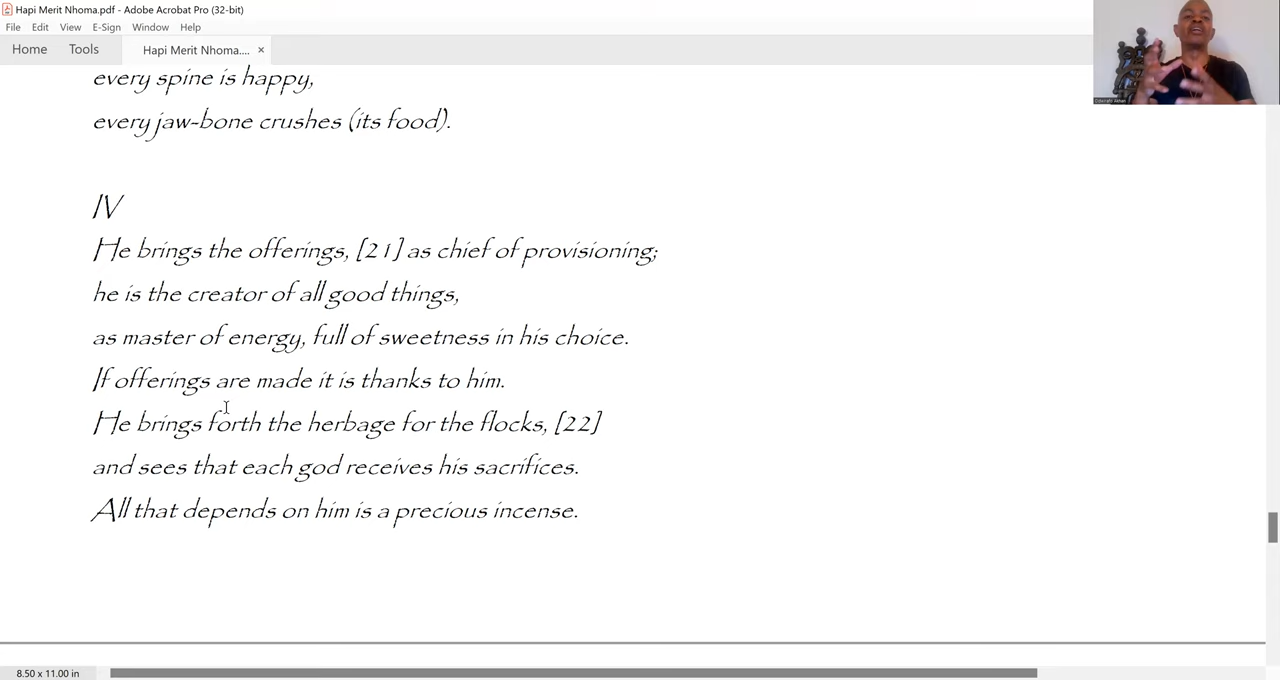 Hapi Merit Nhoma.pdf - Adobe Acrobat Pro (32-bit)
File Edit View E-Sign Window Help
Home Tools Hapi Merit Nhoma.... ×
every spine is happy,
every jaw-bone crushes (its food).
IV
He brings the offerings, [21] as chief of provisioning;
he is the creator of all good things,
as master of energy, full of sweetness in his choice.
If offerings are made it is thanks to him.
He brings forth the herbage for the flocks, [22]
and sees that each god receives his sacrifices.
All that depends on him is a precious incense.
8.50 x 11.00 in